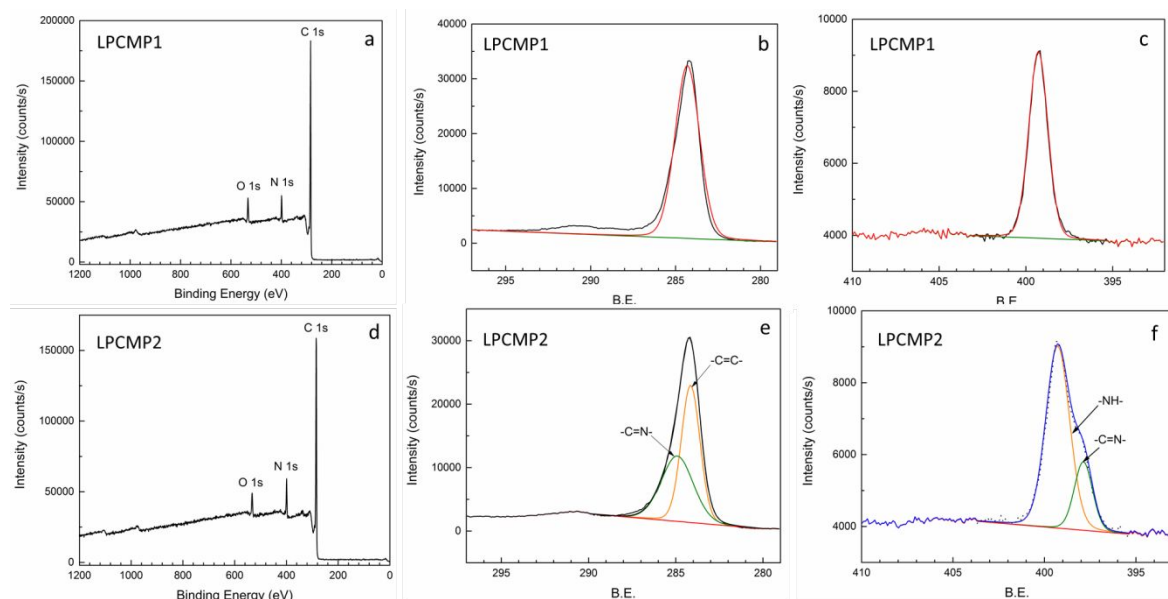 LPCMP1
a
C 1s
O 1s
N 1s
Intensity (counts/s)
200000
150000
100000
50000
0
1200 1000 800 600 400 200 0
Binding Energy (eV)
LPCMP1
b
Intensity (counts/s)
40000
30000
20000
10000
0
295 290 285 280
B.E.
LPCMP1
c
Intensity (counts/s)
10000
8000
6000
4000
410 405 400 395
B.E.
LPCMP2
d
C 1s
O 1s
N 1s
Intensity (counts/s)
150000
100000
50000
0
1200 1000 800 600 400 200 0
Binding Energy (eV)
LPCMP2
e
-C=C-
-C=N-
Intensity (counts/s)
40000
30000
20000
10000
0
295 290 285 280
B.E.
LPCMP2
f
-NH-
-C=N-
Intensity (counts/s)
10000
8000
6000
4000
410 405 400 395
B.E.